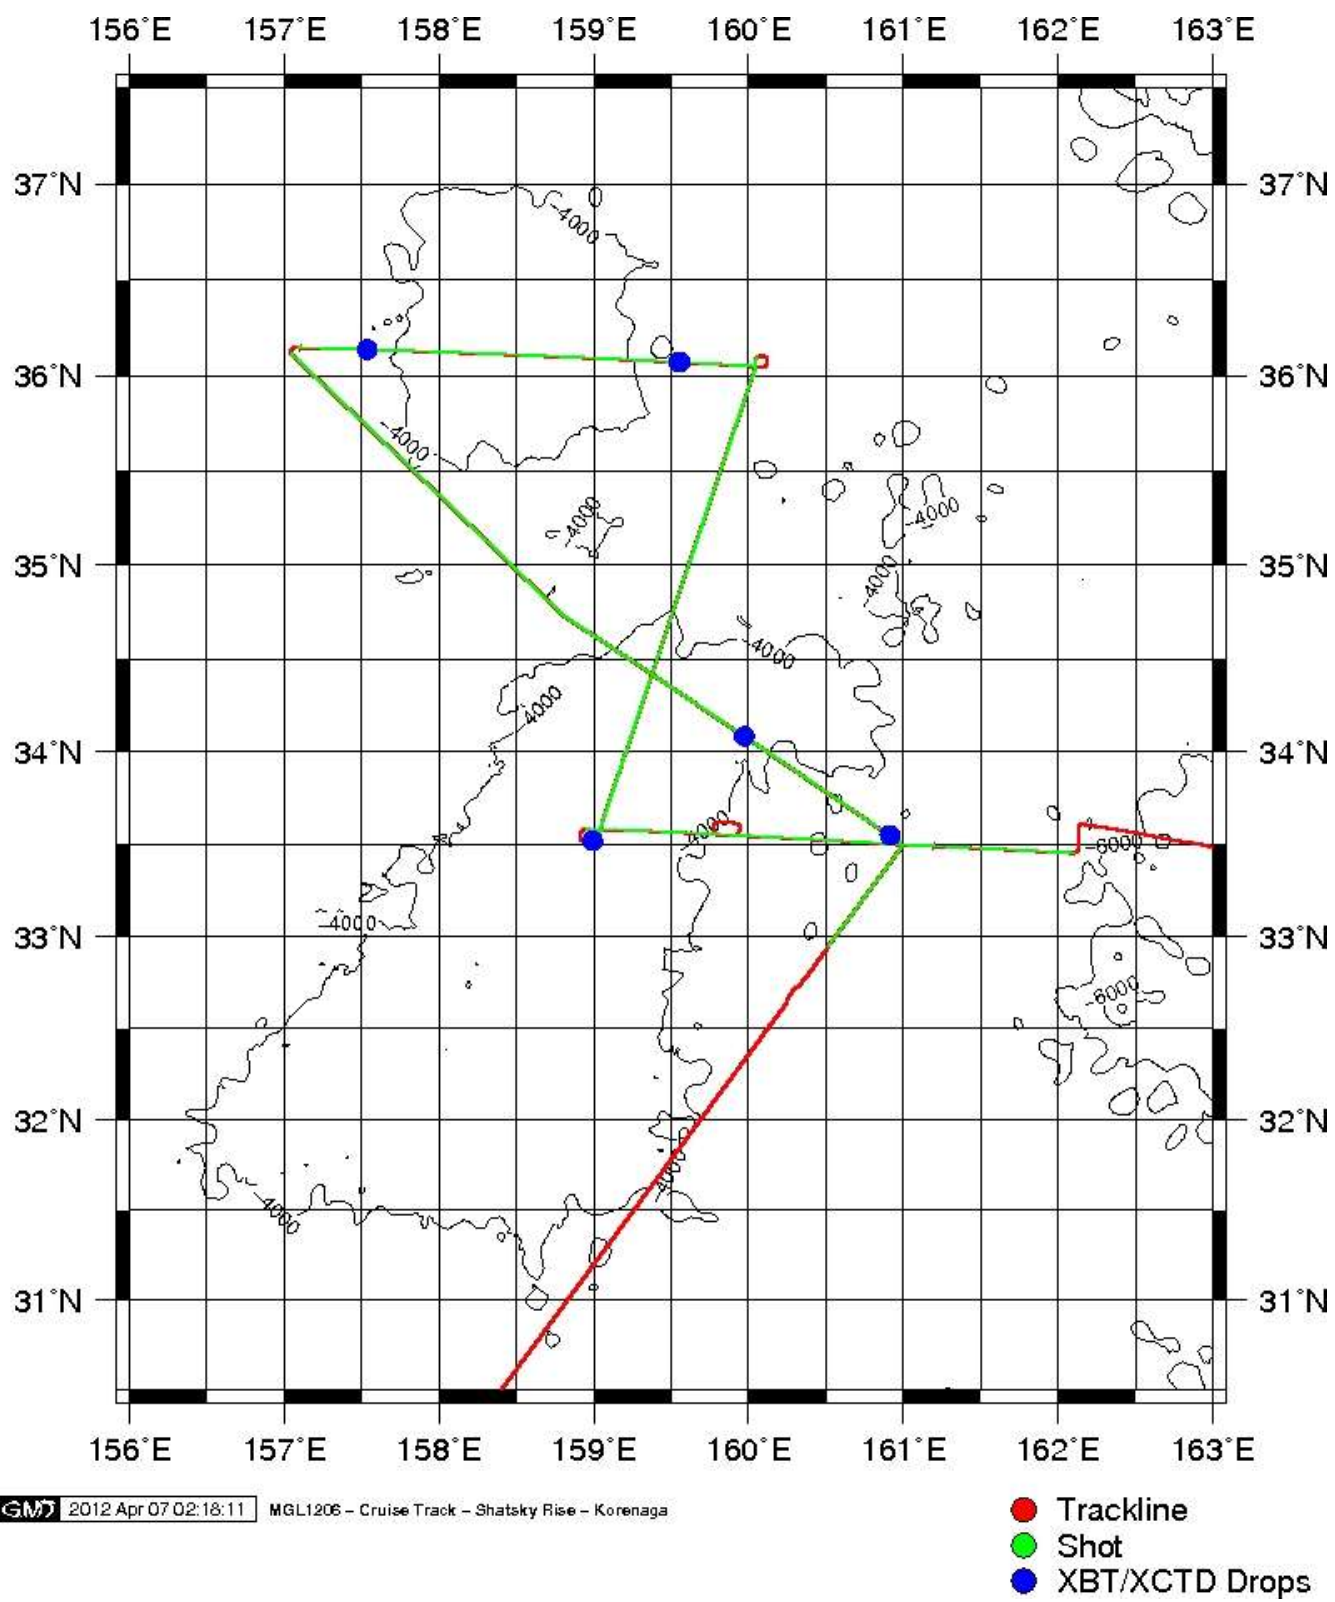 156°E 157°E 158°E 159°E 160°E 161°E 162°E 163°E
37°N 37°N
-4000
36°N 36°N
-4000
-4000
-4000
35°N 35°N
-4000
-4000
-4000
34°N 34°N
-4000
-6000
-4000
33°N 33°N
-6000
32°N 32°N
-4000
-4000
31°N 31°N
156°E 157°E 158°E 159°E 160°E 161°E 162°E 163°E
GMT 2012 Apr 07 02:18:11 MGL1206 – Cruise Track – Shatsky Rise – Korenaga
Trackline
Shot
XBT/XCTD Drops